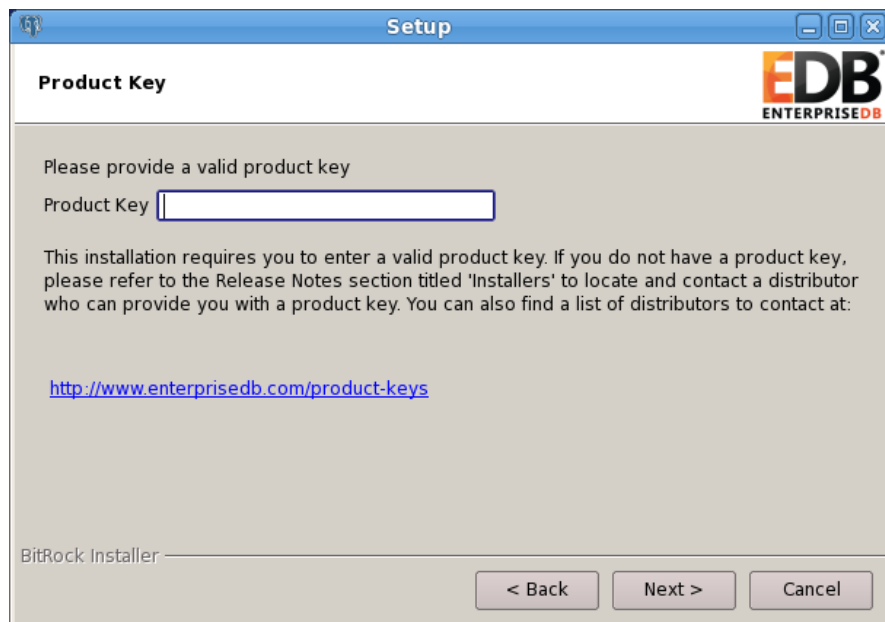 Setup
Product Key
EDB
ENTERPRISEDB
Please provide a valid product key
Product Key
This installation requires you to enter a valid product key. If you do not have a product key,
please refer to the Release Notes section titled 'Installers' to locate and contact a distributor
who can provide you with a product key. You can also find a list of distributors to contact at:
http://www.enterprisedb.com/product-keys
BitRock Installer
< Back
Next >
Cancel